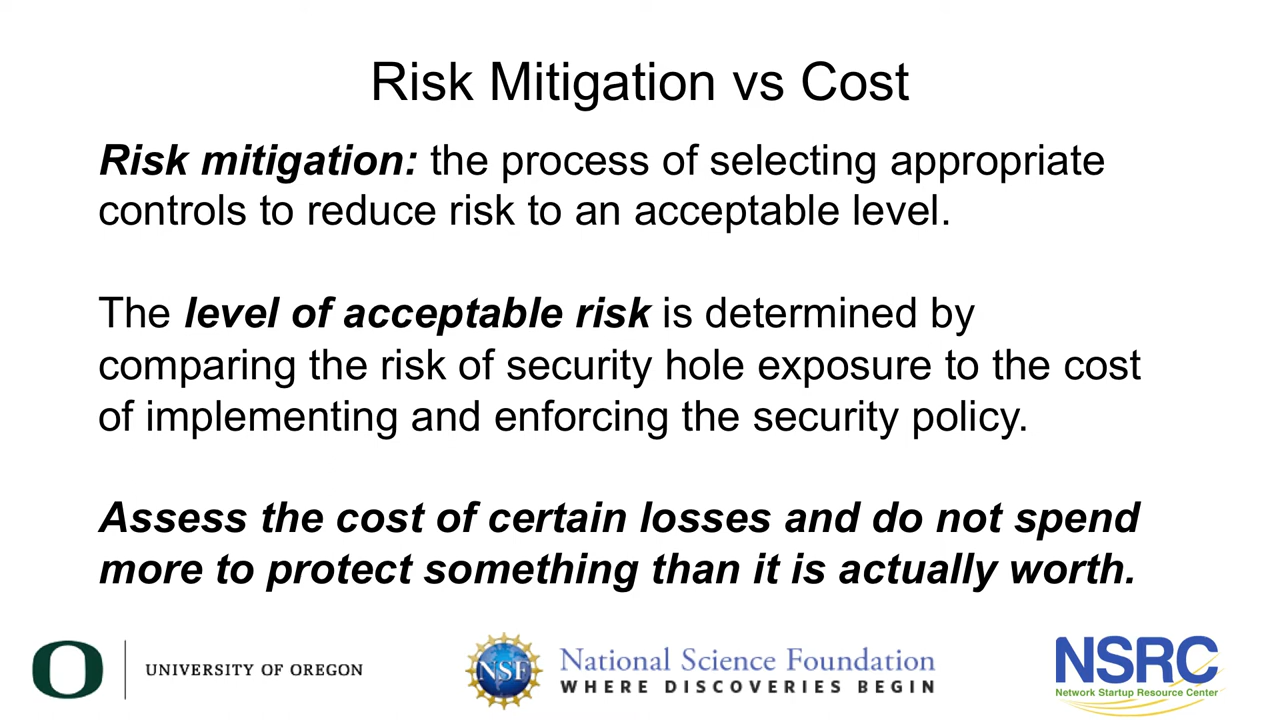 Risk Mitigation vs Cost
Risk mitigation: the process of selecting appropriate
controls to reduce risk to an acceptable level.
The level of acceptable risk is determined by
comparing the risk of security hole exposure to the cost
of implementing and enforcing the security policy.
Assess the cost of certain losses and do not spend
more to protect something than it is actually worth.
O
UNIVERSITY OF OREGON
NSF
National Science Foundation
WHERE DISCOVERIES BEGIN
NSRC
Network Startup Resource Center